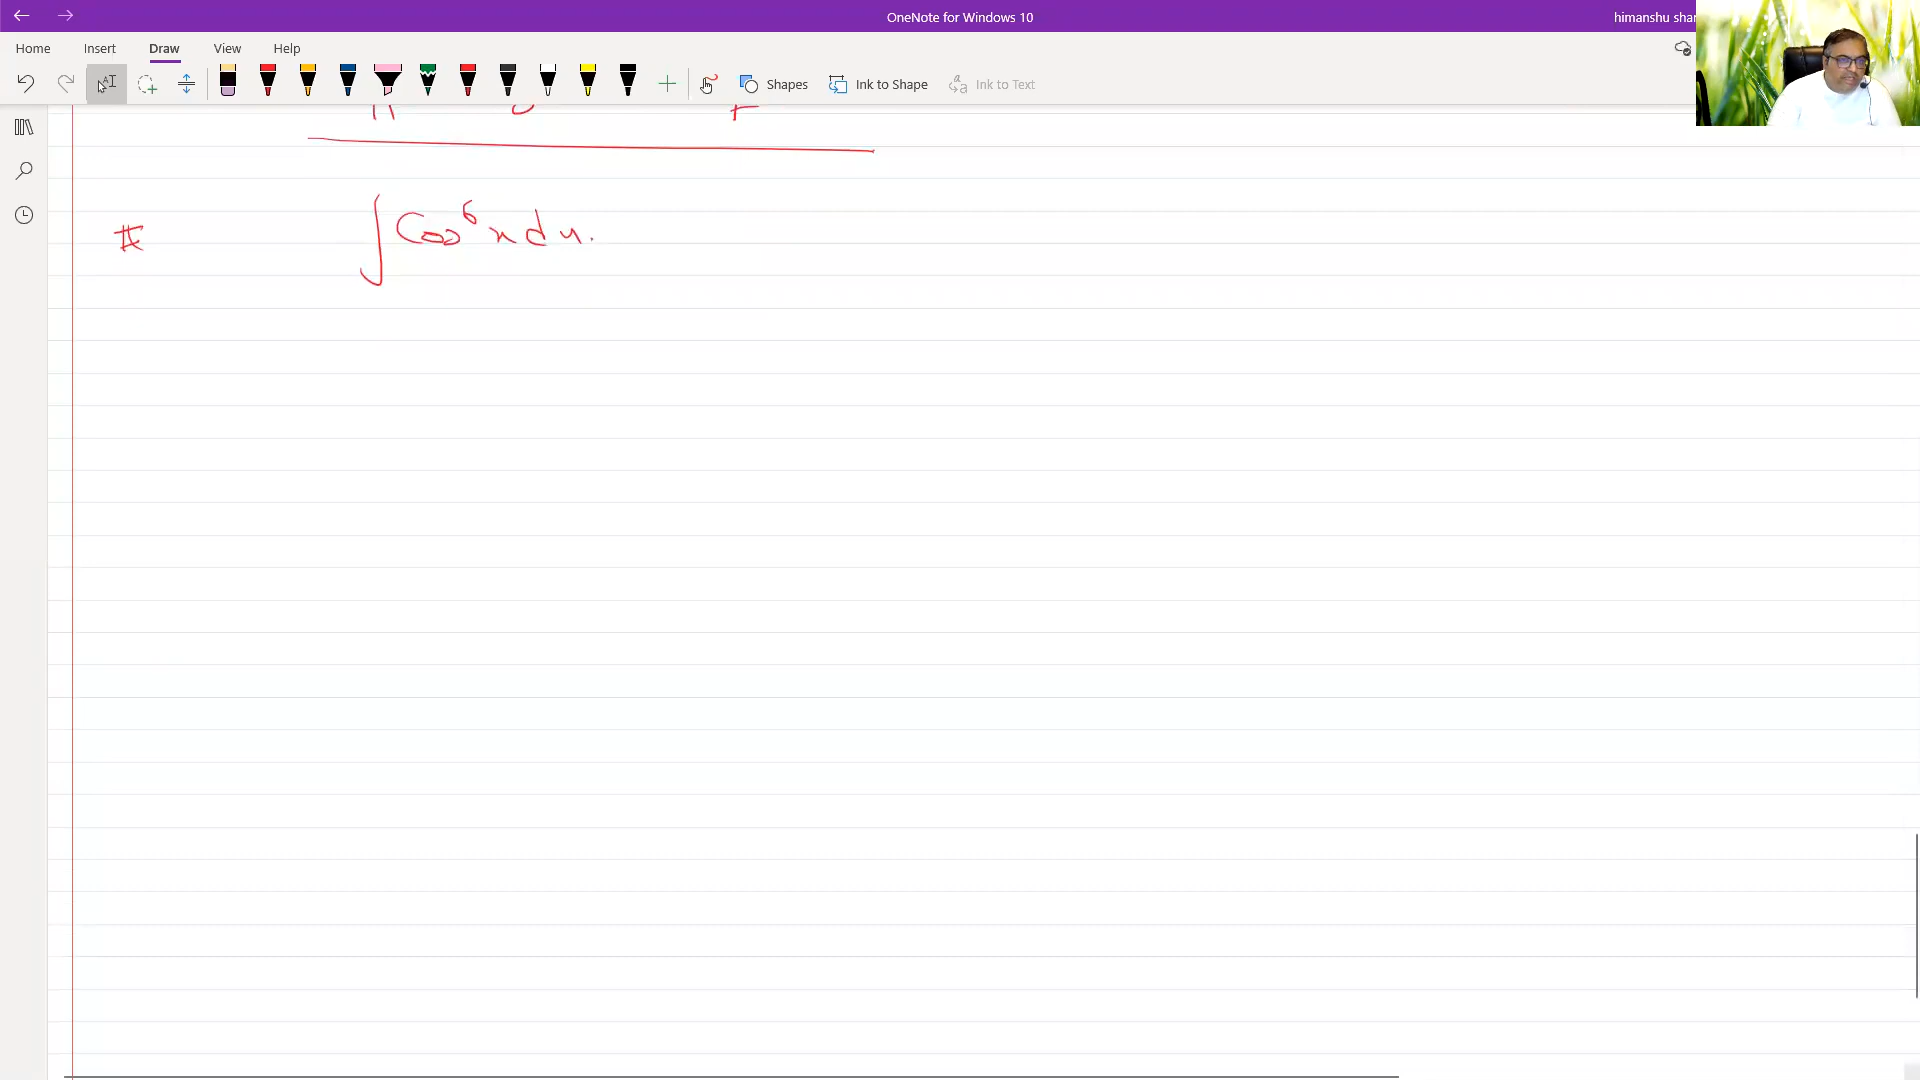 OneNote for Windows 10
himanshu shar
Home Insert Draw View Help
Shapes Ink to Shape Ink to Text
# ∫ Cos⁶ x dx.